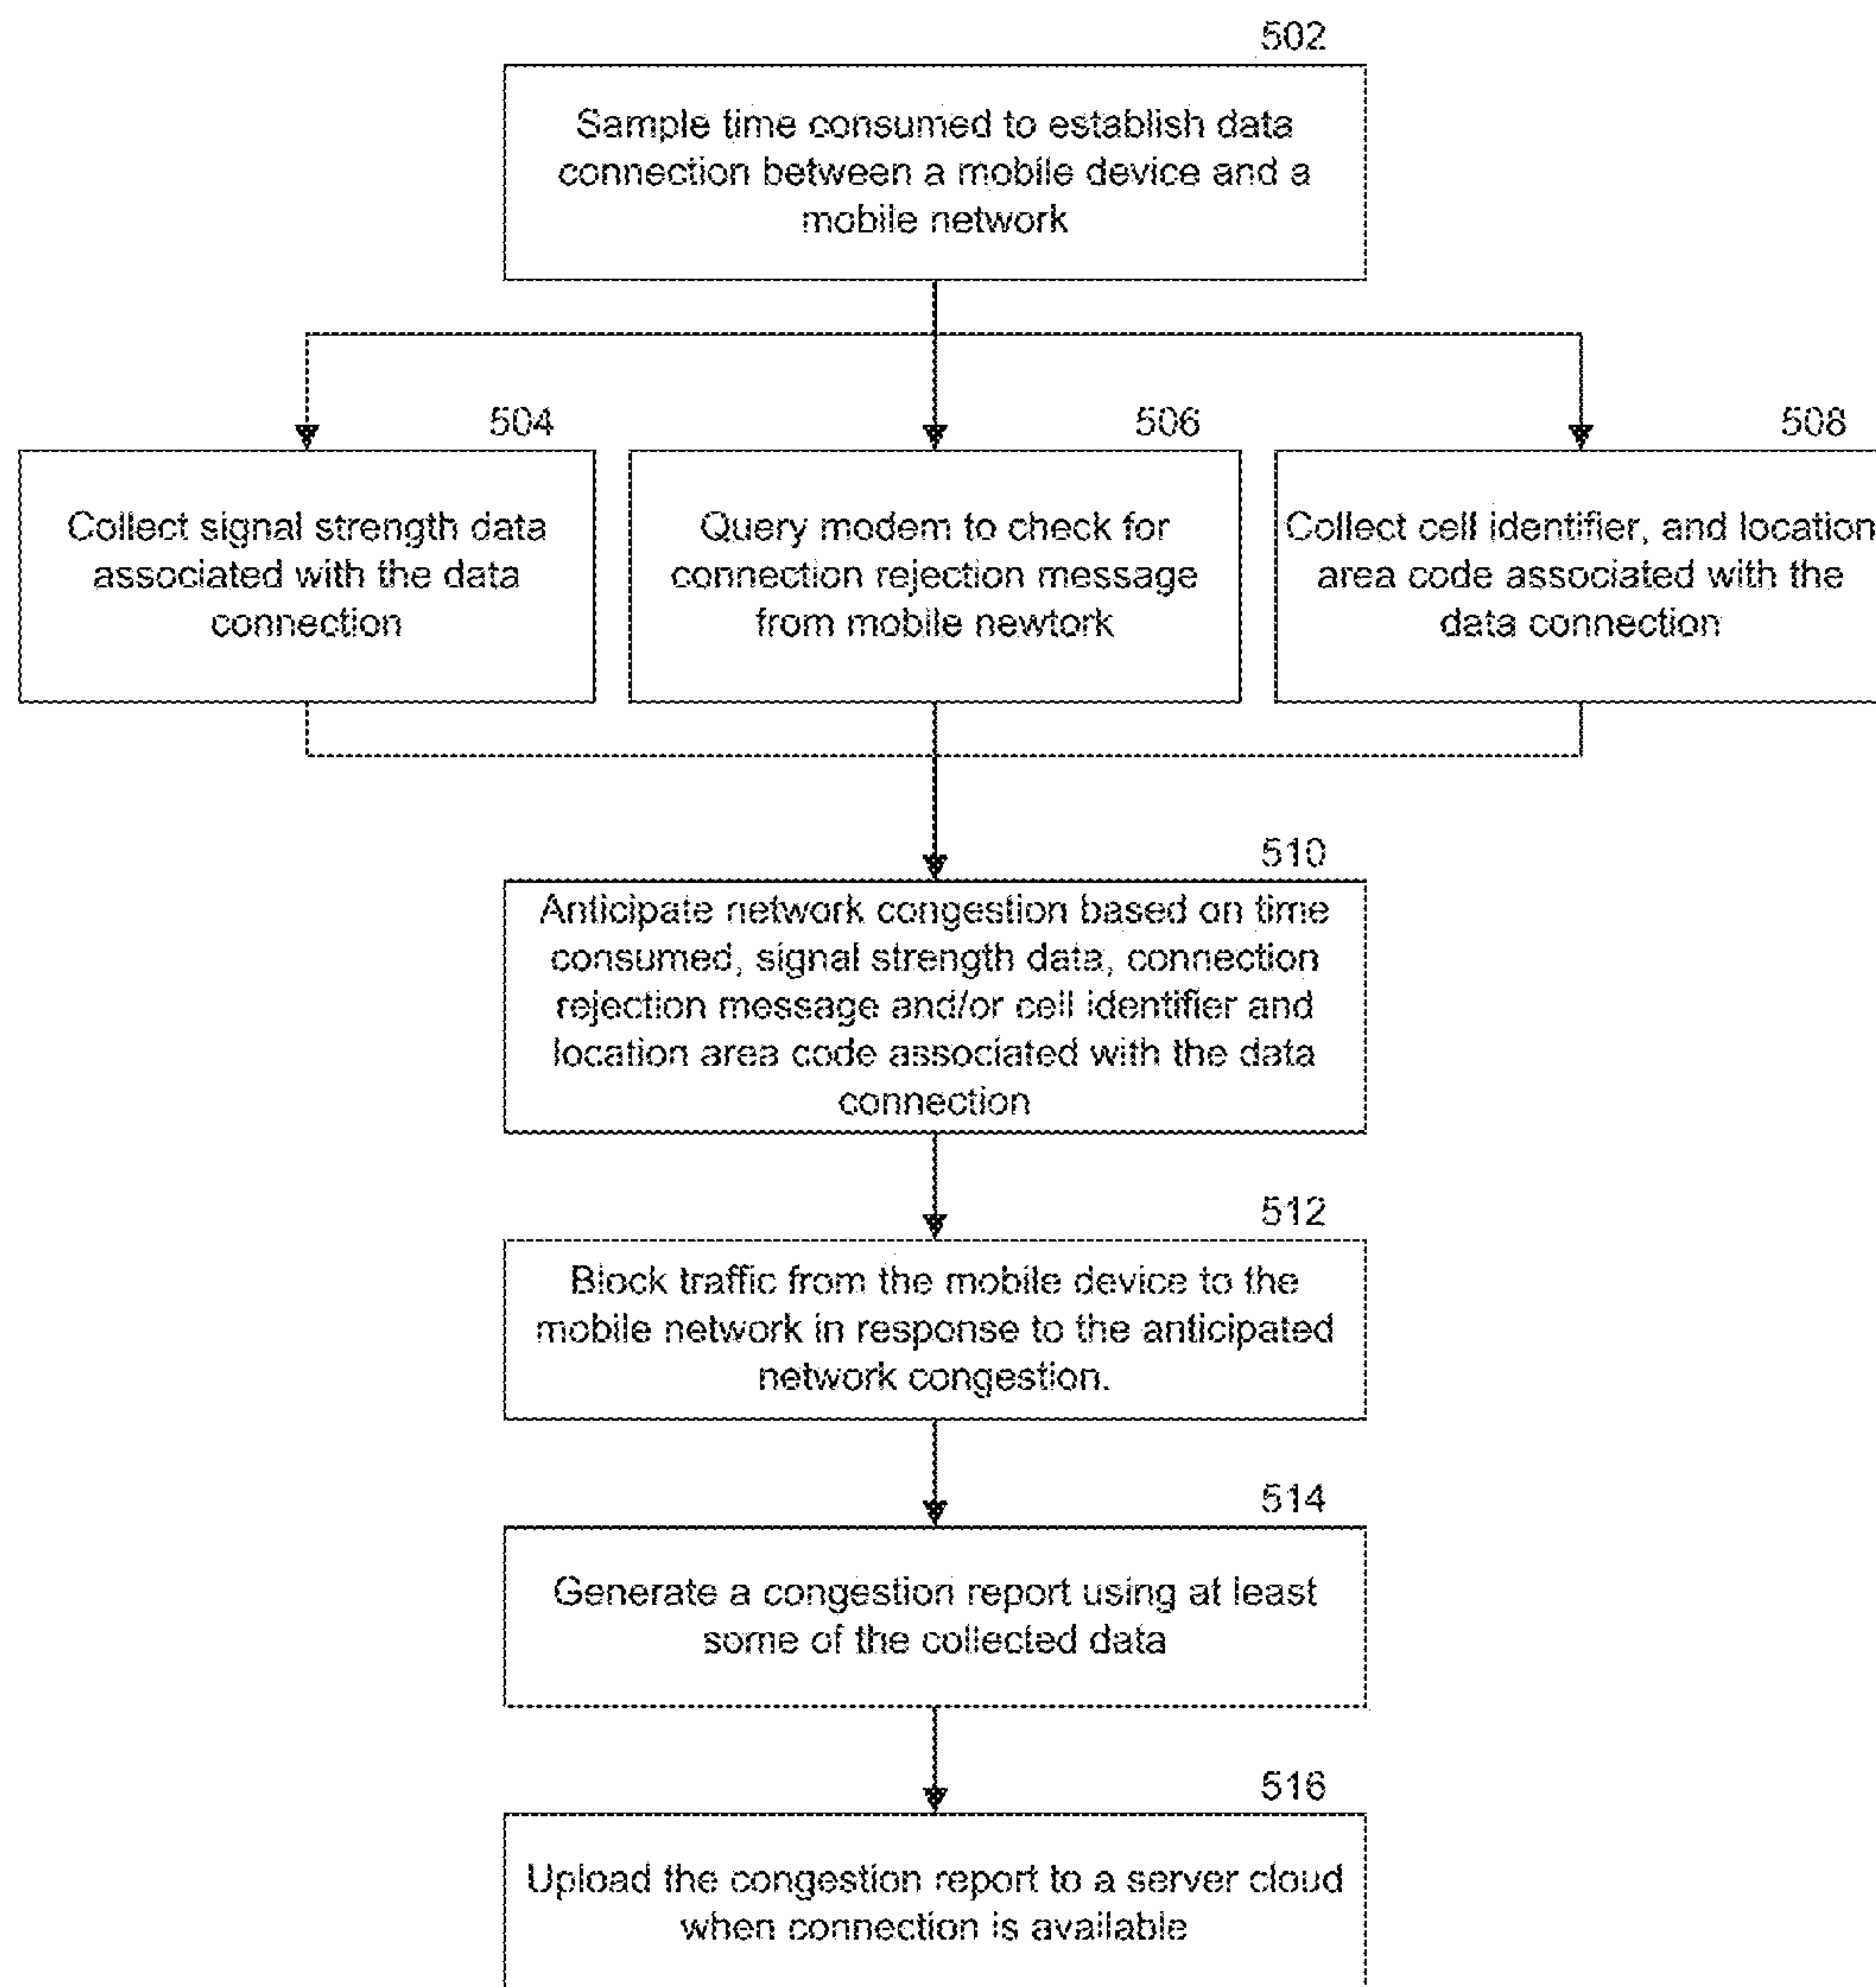 502
Sample time consumed to establish data
connection between a mobile device and a
mobile network
504
Collect signal strength data
associated with the data
connection
506
Query modem to check for
connection rejection message
from mobile newtork
508
Collect cell identifier, and location
area code associated with the
data connection
510
Anticipate network congestion based on time
consumed, signal strength data, connection
rejection message and/or cell identifier and
location area code associated with the data
connection
512
Block traffic from the mobile device to the
mobile network in response to the anticipated
network congestion.
514
Generate a congestion report using at least
some of the collected data
516
Upload the congestion report to a server cloud
when connection is available